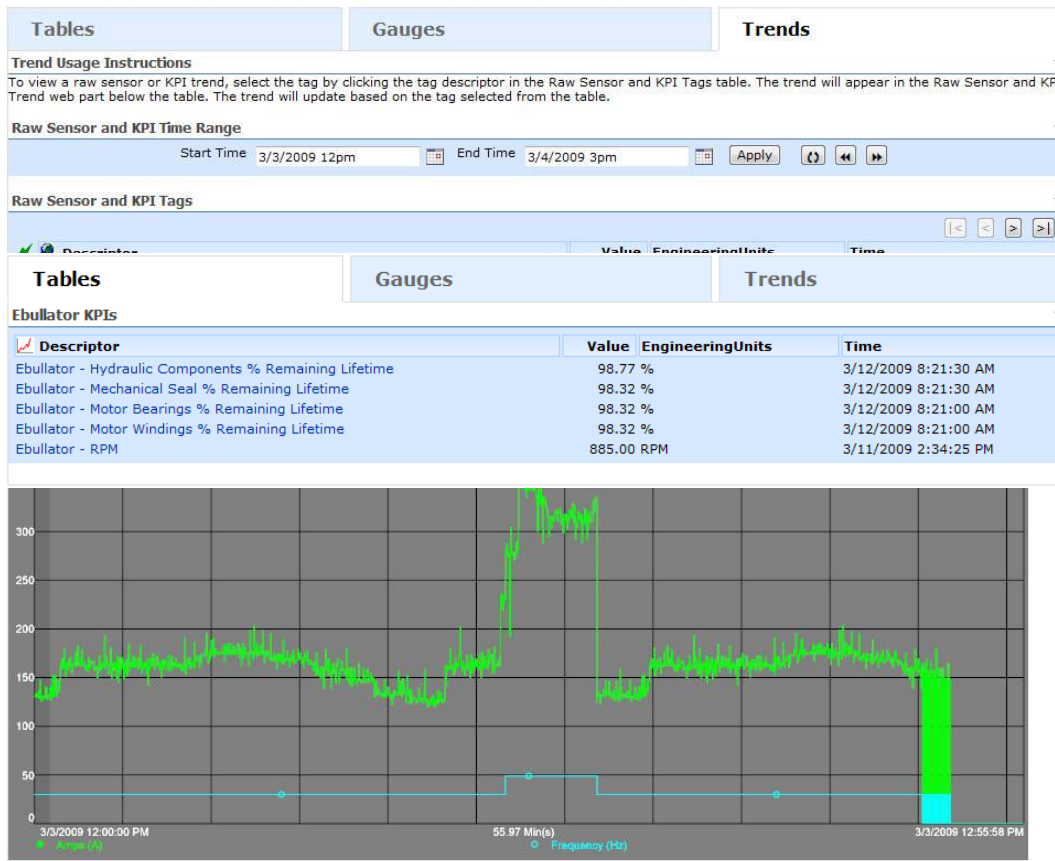 Tables Gauges Trends
Trend Usage Instructions
To view a raw sensor or KPI trend, select the tag by clicking the tag descriptor in the Raw Sensor and KPI Tags table. The trend will appear in the Raw Sensor and KP
Trend web part below the table. The trend will update based on the tag selected from the table.
Raw Sensor and KPI Time Range
Start Time 3/3/2009 12pm End Time 3/4/2009 3pm Apply
Raw Sensor and KPI Tags
|< < > >|
Descriptor Value EngineeringUnits Time
Tables Gauges Trends
Ebullator KPIs
Descriptor Value EngineeringUnits Time
Ebullator - Hydraulic Components % Remaining Lifetime 98.77 % 3/12/2009 8:21:30 AM
Ebullator - Mechanical Seal % Remaining Lifetime 98.32 % 3/12/2009 8:21:30 AM
Ebullator - Motor Bearings % Remaining Lifetime 98.32 % 3/12/2009 8:21:00 AM
Ebullator - Motor Windings % Remaining Lifetime 98.32 % 3/12/2009 8:21:00 AM
Ebullator - RPM 885.00 RPM 3/11/2009 2:34:25 PM
300
250
200
150
100
50
0
3/3/2009 12:00:00 PM 55.97 Min(s) 3/3/2009 12:55:58 PM
Amps (A) Frequency (Hz)